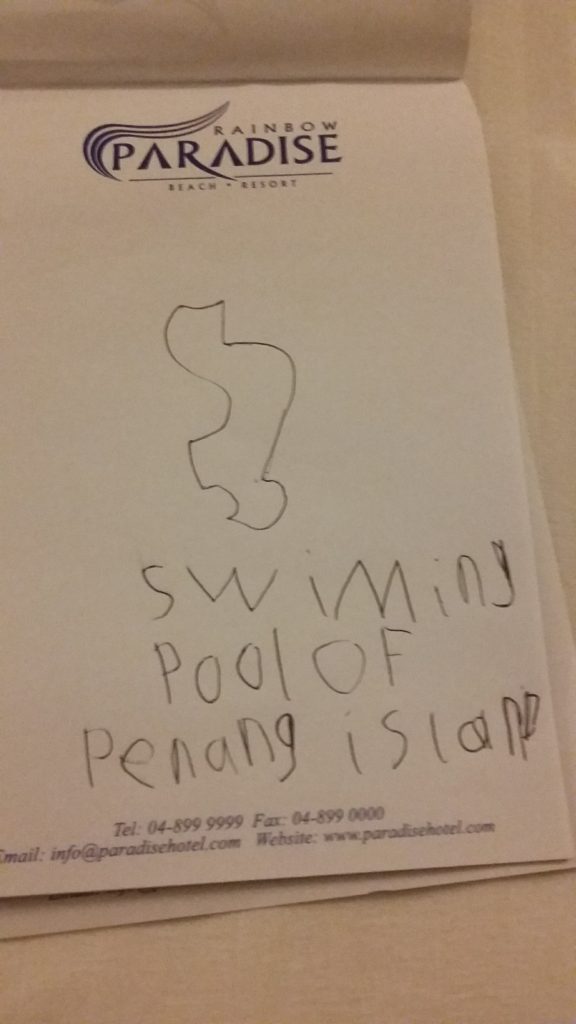 RAINBOW
PARADISE
BEACH • RESORT
SWiMing
Pool OF
Penang island
Tel: 04-899 9999 Fax: 04-899 0000
Email: info@paradisehotel.com Website: www.paradisehotel.com